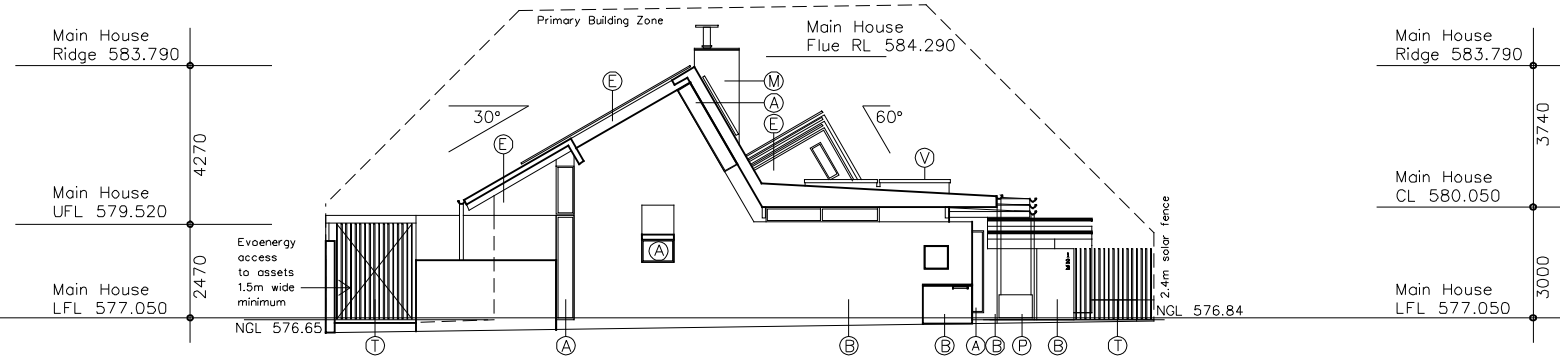 Primary Building Zone
Main House
Ridge 583.790
Main House
Flue RL 584.290
Main House
Ridge 583.790
M
E
A
30°
E
60°
E
4270
3740
V
Main House
UFL 579.520
Main House
CL 580.050
Evoenergy
access
to assets
1.5m wide
minimum
A
2.4m solar fence
2470
3000
Main House
LFL 577.050
Main House
LFL 577.050
NGL 576.65
NGL 576.84
T
A
B
B
A
B
P
B
T